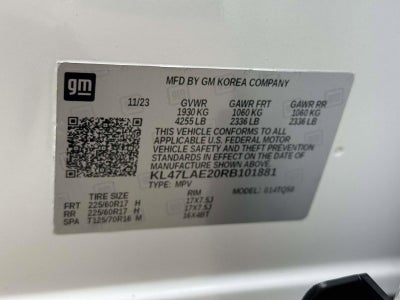 gm
MFD BY GM KOREA COMPANY
11/23 GVWR GAWR FRT GAWR RR
1930 KG 1060 KG 1060 KG
4255 LB 2336 LB 2336 LB
THIS VEHICLE CONFORMS TO ALL
APPLICABLE U.S. FEDERAL MOTOR
VEHICLE SAFETY AND THEFT PREVENTION
STANDARDS IN EFFECT ON THE DATE OF
MANUFACTURE SHOWN ABOVE.
KL47LAE20RB101881
TYPE: MPV MODEL: 614TQ58
TIRE SIZE RIM
FRT 225/60R17 H 17X7.5J
RR 225/60R17 H 17X7.5J
SPA T125/70R16 M 16X4BT